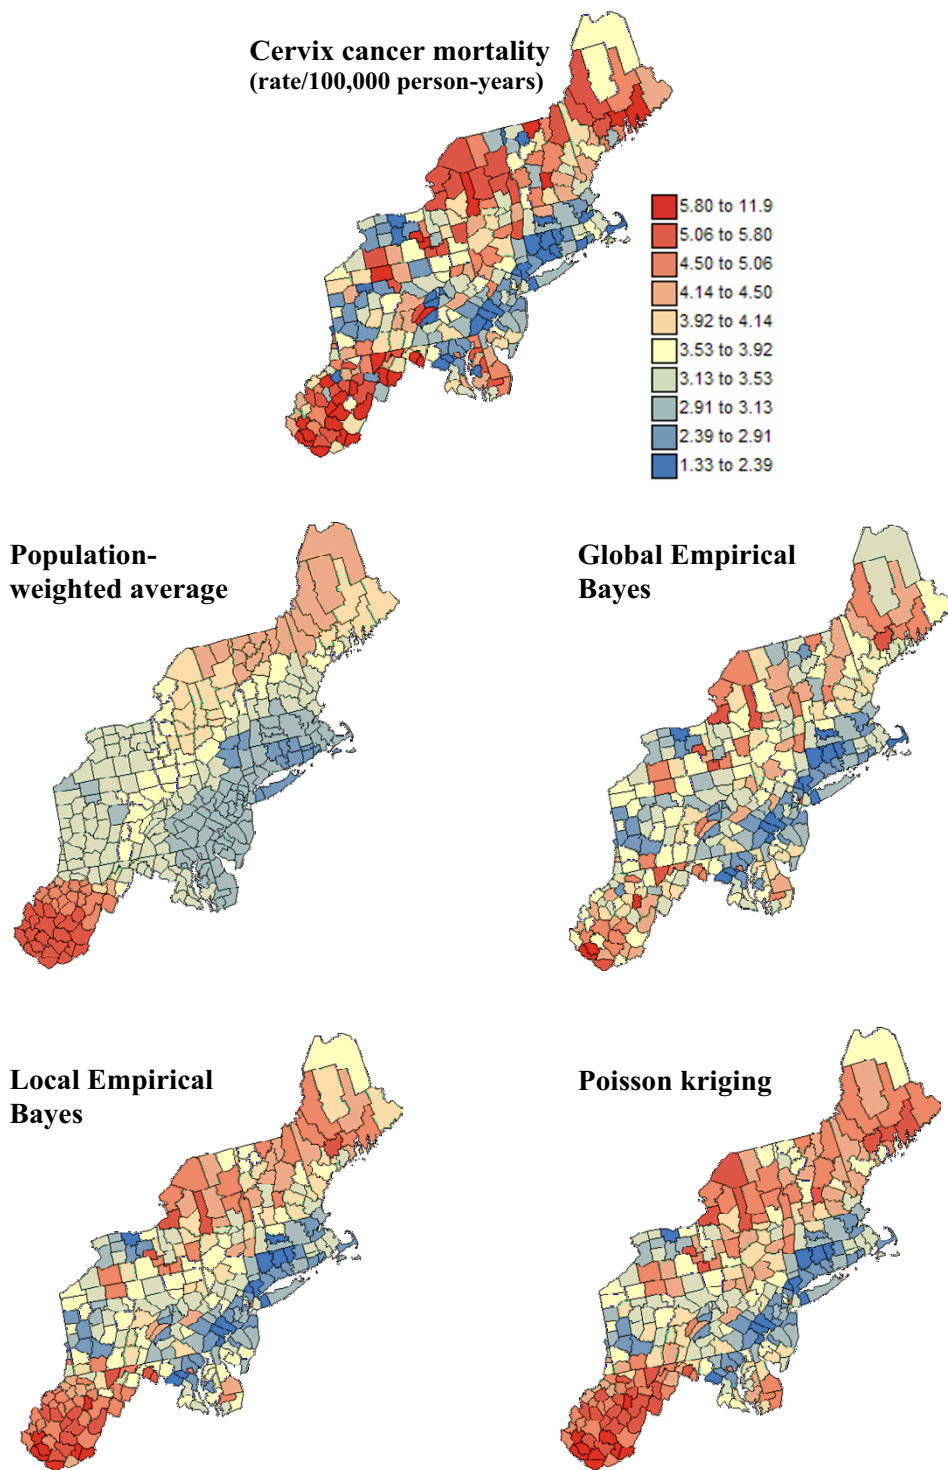 Cervix cancer mortality
(rate/100,000 person-years)
5.80 to 11.9
5.06 to 5.80
4.50 to 5.06
4.14 to 4.50
3.92 to 4.14
3.53 to 3.92
3.13 to 3.53
2.91 to 3.13
2.39 to 2.91
1.33 to 2.39
Population-
weighted average
Global Empirical
Bayes
Local Empirical
Bayes
Poisson kriging